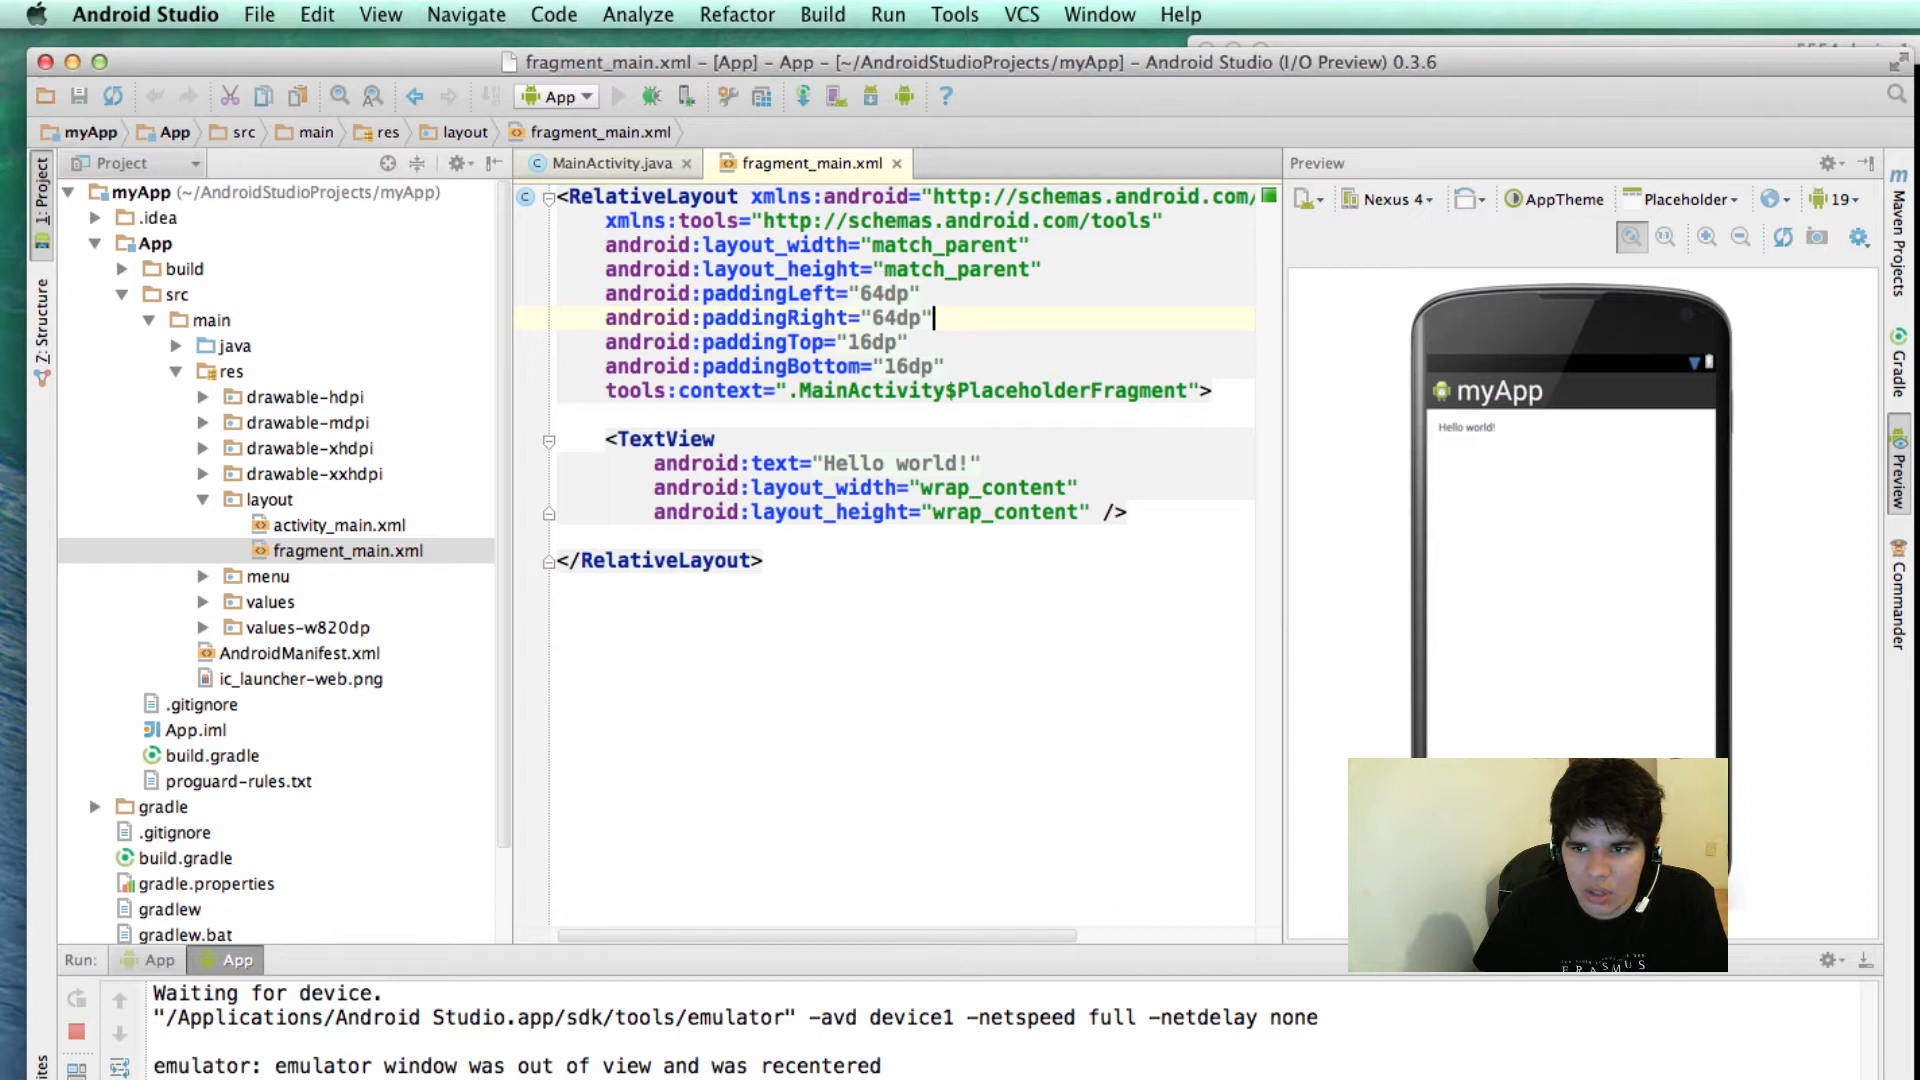 Android Studio File Edit View Navigate Code Analyze Refactor Build Run Tools VCS Window Help
fragment_main.xml – [App] – App – [~/AndroidStudioProjects/myApp] – Android Studio (I/O Preview) 0.3.6
App
myApp App src main res layout fragment_main.xml
1: Project
Z: Structure
Project
myApp (~/AndroidStudioProjects/myApp)
.idea
App
build
src
main
java
res
drawable-hdpi
drawable-mdpi
drawable-xhdpi
drawable-xxhdpi
layout
activity_main.xml
fragment_main.xml
menu
values
values-w820dp
AndroidManifest.xml
ic_launcher-web.png
.gitignore
App.iml
build.gradle
proguard-rules.txt
gradle
.gitignore
build.gradle
gradle.properties
gradlew
gradlew.bat
MainActivity.java fragment_main.xml
<RelativeLayout xmlns:android="http://schemas.android.com/
xmlns:tools="http://schemas.android.com/tools"
android:layout_width="match_parent"
android:layout_height="match_parent"
android:paddingLeft="64dp"
android:paddingRight="64dp"
android:paddingTop="16dp"
android:paddingBottom="16dp"
tools:context=".MainActivity$PlaceholderFragment">
<TextView
android:text="Hello world!"
android:layout_width="wrap_content"
android:layout_height="wrap_content" />
</RelativeLayout>
Preview
Nexus 4 AppTheme Placeholder 19
myApp
Hello world!
ERASMUS
Maven Projects
Gradle
Preview
Commander
Run: App App
Waiting for device.
"/Applications/Android Studio.app/sdk/tools/emulator" -avd device1 -netspeed full -netdelay none
emulator: emulator window was out of view and was recentered